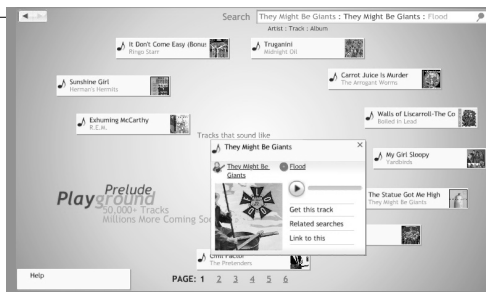 Search They Might Be Giants : They Might Be Giants : Flood
Artist : Track : Album
It Don't Come Easy (Bonus
Ringo Starr
Truganini
Midnight Oil
Sunshine Girl
Herman's Hermits
Carrot Juice Is Murder
The Arrogant Worms
Exhuming McCarthy
R.E.M.
Walls of Liscarroll-The Co
Boiled in Lead
Tracks that sound like
They Might Be Giants
They Might Be Giants
Flood
My Girl Sloopy
Yardbirds
Prelude
Playground
50,000+ Tracks
Millions More Coming Soo
The Statue Got Me High
They Might Be Giants
Get this track
Related searches
Link to this
The Pretenders
Help
PAGE: 1 2 3 4 5 6